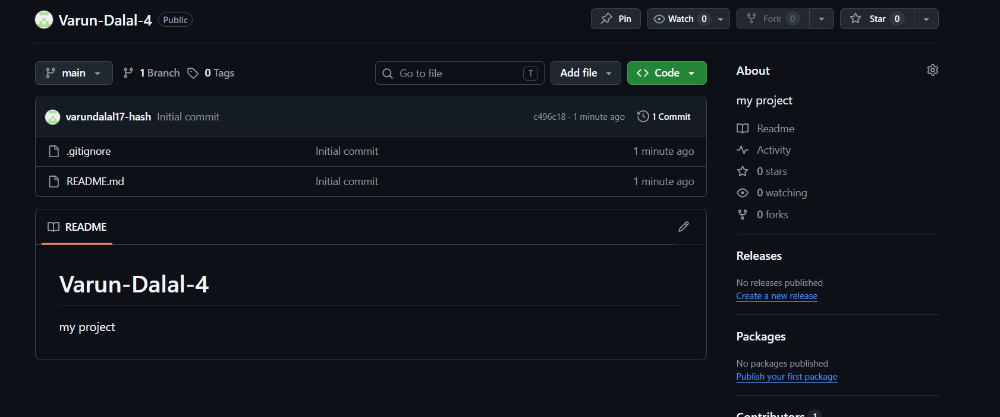 Varun-Dalal-4 Public
Pin Watch 0 Fork 0 Star 0
main 1 Branch 0 Tags Go to file T Add file Code
varundalal17-hash Initial commit c496c18 · 1 minute ago 1 Commit
.gitignore Initial commit 1 minute ago
README.md Initial commit 1 minute ago
README
Varun-Dalal-4
my project
About
my project
Readme
Activity
0 stars
0 watching
0 forks
Releases
No releases published
Create a new release
Packages
No packages published
Publish your first package
Contributors 1